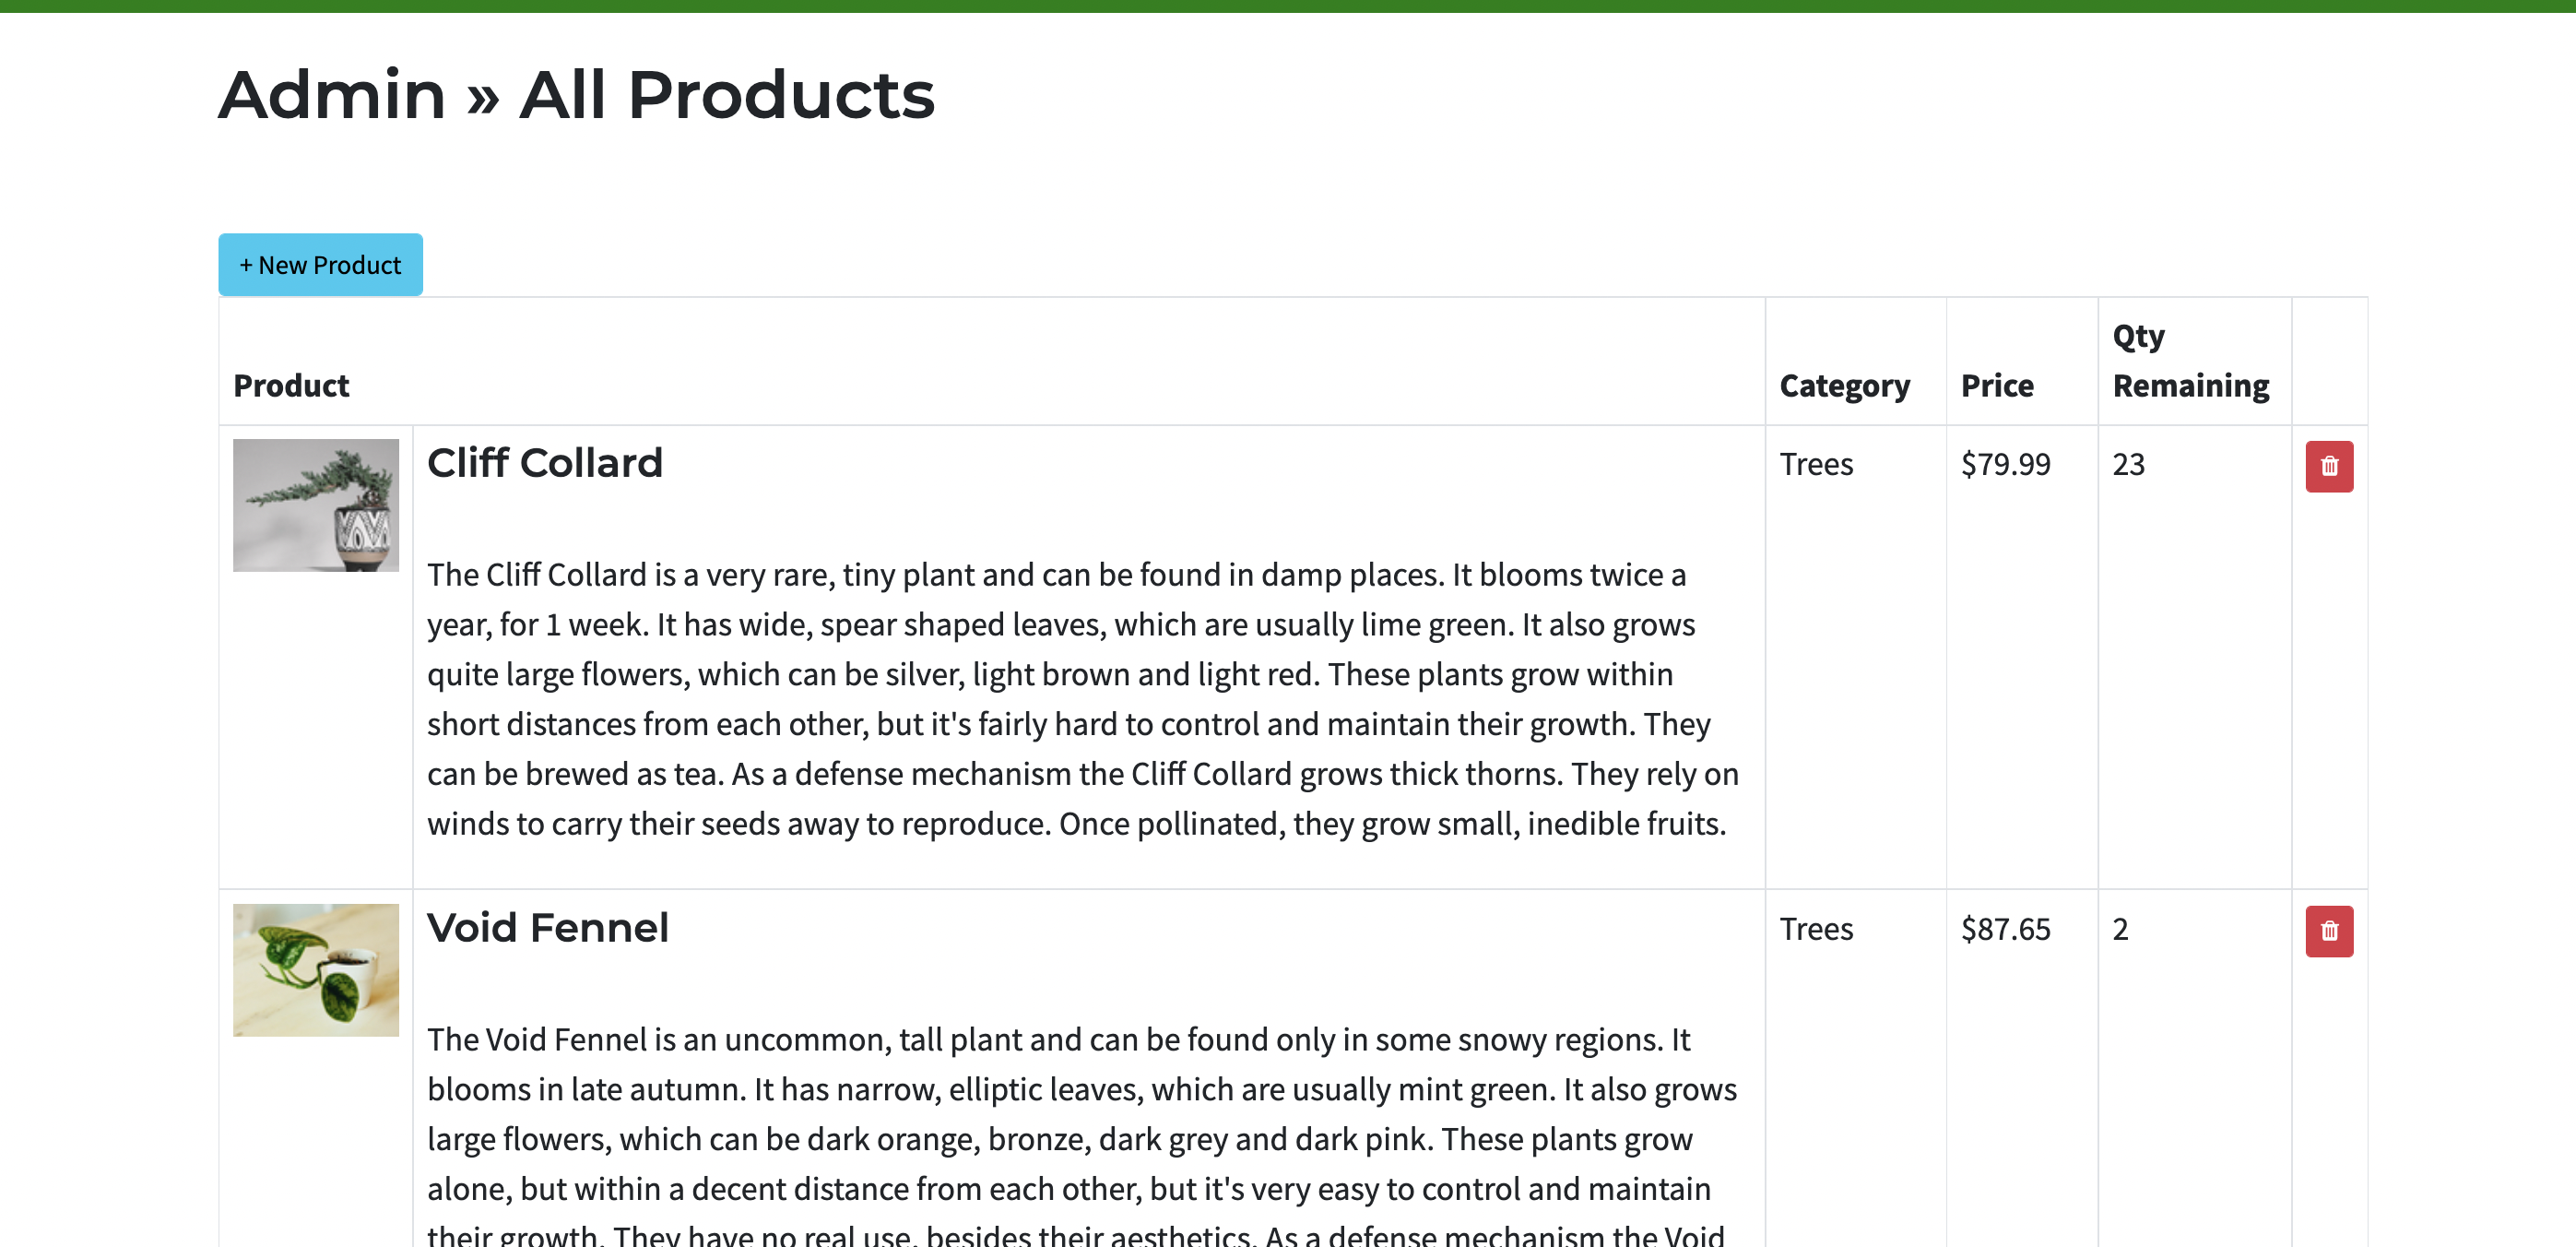 Admin » All Products
+ New Product
Product
Category
Price
Qty
Remaining
Cliff Collard
Trees
$79.99
23
The Cliff Collard is a very rare, tiny plant and can be found in damp places. It blooms twice a
year, for 1 week. It has wide, spear shaped leaves, which are usually lime green. It also grows
quite large flowers, which can be silver, light brown and light red. These plants grow within
short distances from each other, but it's fairly hard to control and maintain their growth. They
can be brewed as tea. As a defense mechanism the Cliff Collard grows thick thorns. They rely on
winds to carry their seeds away to reproduce. Once pollinated, they grow small, inedible fruits.
Void Fennel
Trees
$87.65
2
The Void Fennel is an uncommon, tall plant and can be found only in some snowy regions. It
blooms in late autumn. It has narrow, elliptic leaves, which are usually mint green. It also grows
large flowers, which can be dark orange, bronze, dark grey and dark pink. These plants grow
alone, but within a decent distance from each other, but it's very easy to control and maintain
their growth. They have no real use, besides their aesthetics. As a defense mechanism the Void